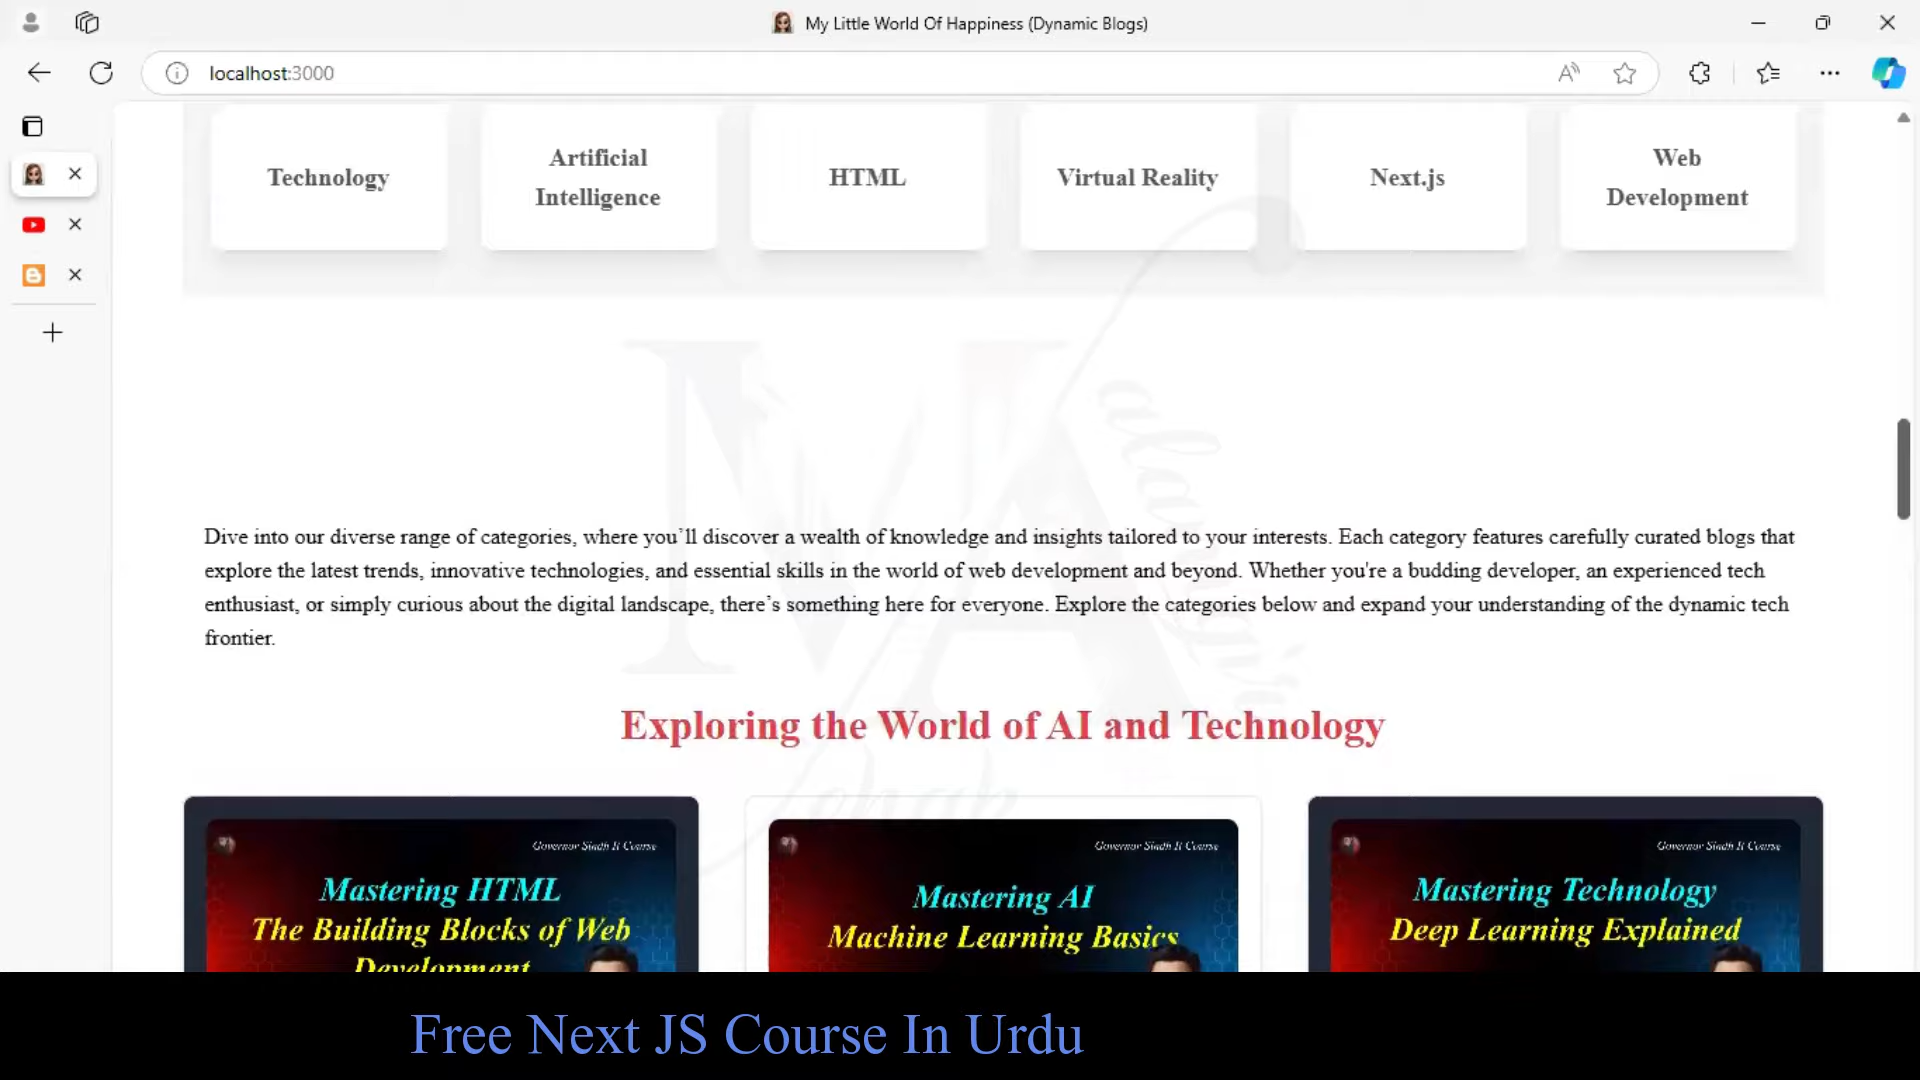 My Little World Of Happiness (Dynamic Blogs)
localhost:3000
Technology
Artificial
Intelligence
HTML
Virtual Reality
Next.js
Web
Development
Dive into our diverse range of categories, where you’ll discover a wealth of knowledge and insights tailored to your interests. Each category features carefully curated blogs that
explore the latest trends, innovative technologies, and essential skills in the world of web development and beyond. Whether you're a budding developer, an experienced tech
enthusiast, or simply curious about the digital landscape, there’s something here for everyone. Explore the categories below and expand your understanding of the dynamic tech
frontier.
Exploring the World of AI and Technology
Governor Sindh It Course
Mastering HTML
The Building Blocks of Web
Development
Governor Sindh It Course
Mastering AI
Machine Learning Basics
Governor Sindh It Course
Mastering Technology
Deep Learning Explained
Free Next JS Course In Urdu